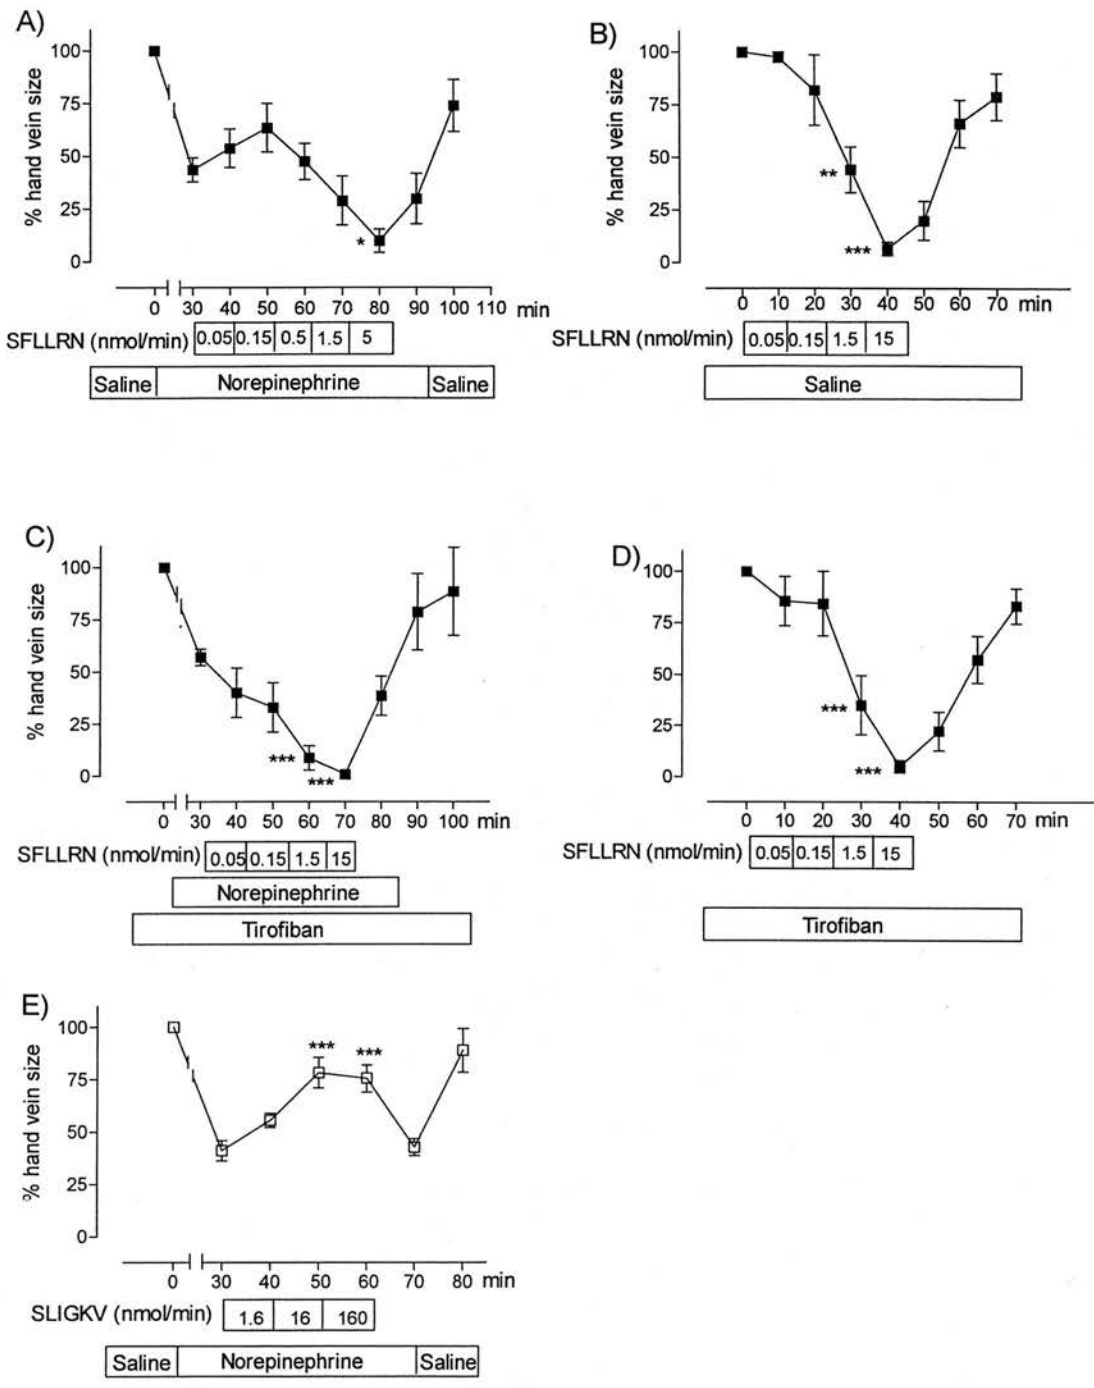 A)
% hand vein size
100
75
50
25
0
*
0 30 40 50 60 70 80 90 100 110 min
SFLLRN (nmol/min) 0.05 0.15 0.5 1.5 5
Saline Norepinephrine Saline
B)
% hand vein size
100
75
50
25
0
**
***
0 10 20 30 40 50 60 70 min
SFLLRN (nmol/min) 0.05 0.15 1.5 15
Saline
C)
% hand vein size
100
75
50
25
0
***
***
0 30 40 50 60 70 80 90 100 min
SFLLRN (nmol/min) 0.05 0.15 1.5 15
Norepinephrine
Tirofiban
D)
% hand vein size
100
75
50
25
0
***
***
0 10 20 30 40 50 60 70 min
SFLLRN (nmol/min) 0.05 0.15 1.5 15
Tirofiban
E)
% hand vein size
100
75
50
25
0
*** ***
0 30 40 50 60 70 80 min
SLIGKV (nmol/min) 1.6 16 160
Saline Norepinephrine Saline